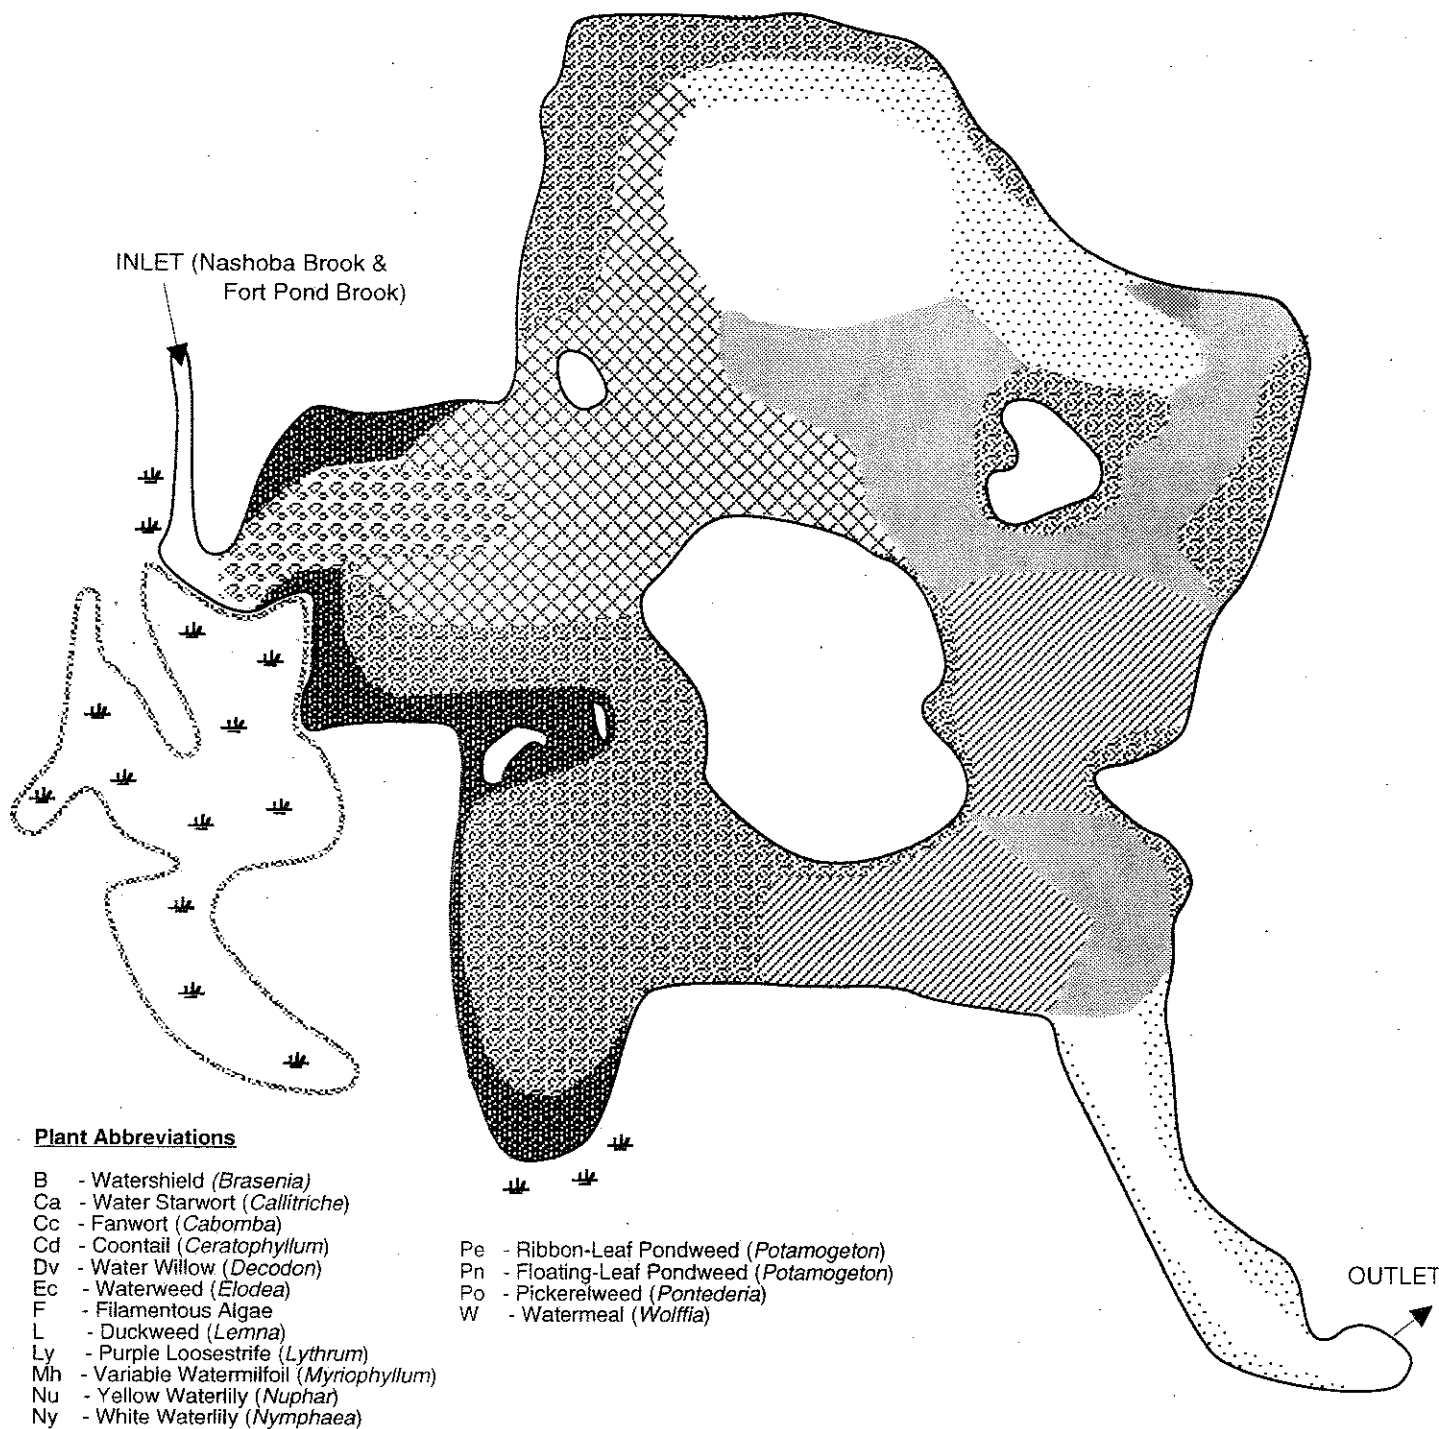 INLET (Nashoba Brook &
Fort Pond Brook)
Plant Abbreviations
B - Watershield (Brasenia)
Ca - Water Starwort (Callitriche)
Cc - Fanwort (Cabomba)
Cd - Coontail (Ceratophyllum)
Dv - Water Willow (Decodon)
Ec - Waterweed (Elodea)
F - Filamentous Algae
L - Duckweed (Lemna)
Ly - Purple Loosestrife (Lythrum)
Mh - Variable Watermilfoil (Myriophyllum)
Nu - Yellow Waterlily (Nuphar)
Ny - White Waterlily (Nymphaea)
Pe - Ribbon-Leaf Pondweed (Potamogeton)
Pn - Floating-Leaf Pondweed (Potamogeton)
Po - Pickerelweed (Pontederia)
W - Watermeal (Wolffia)
OUTLET